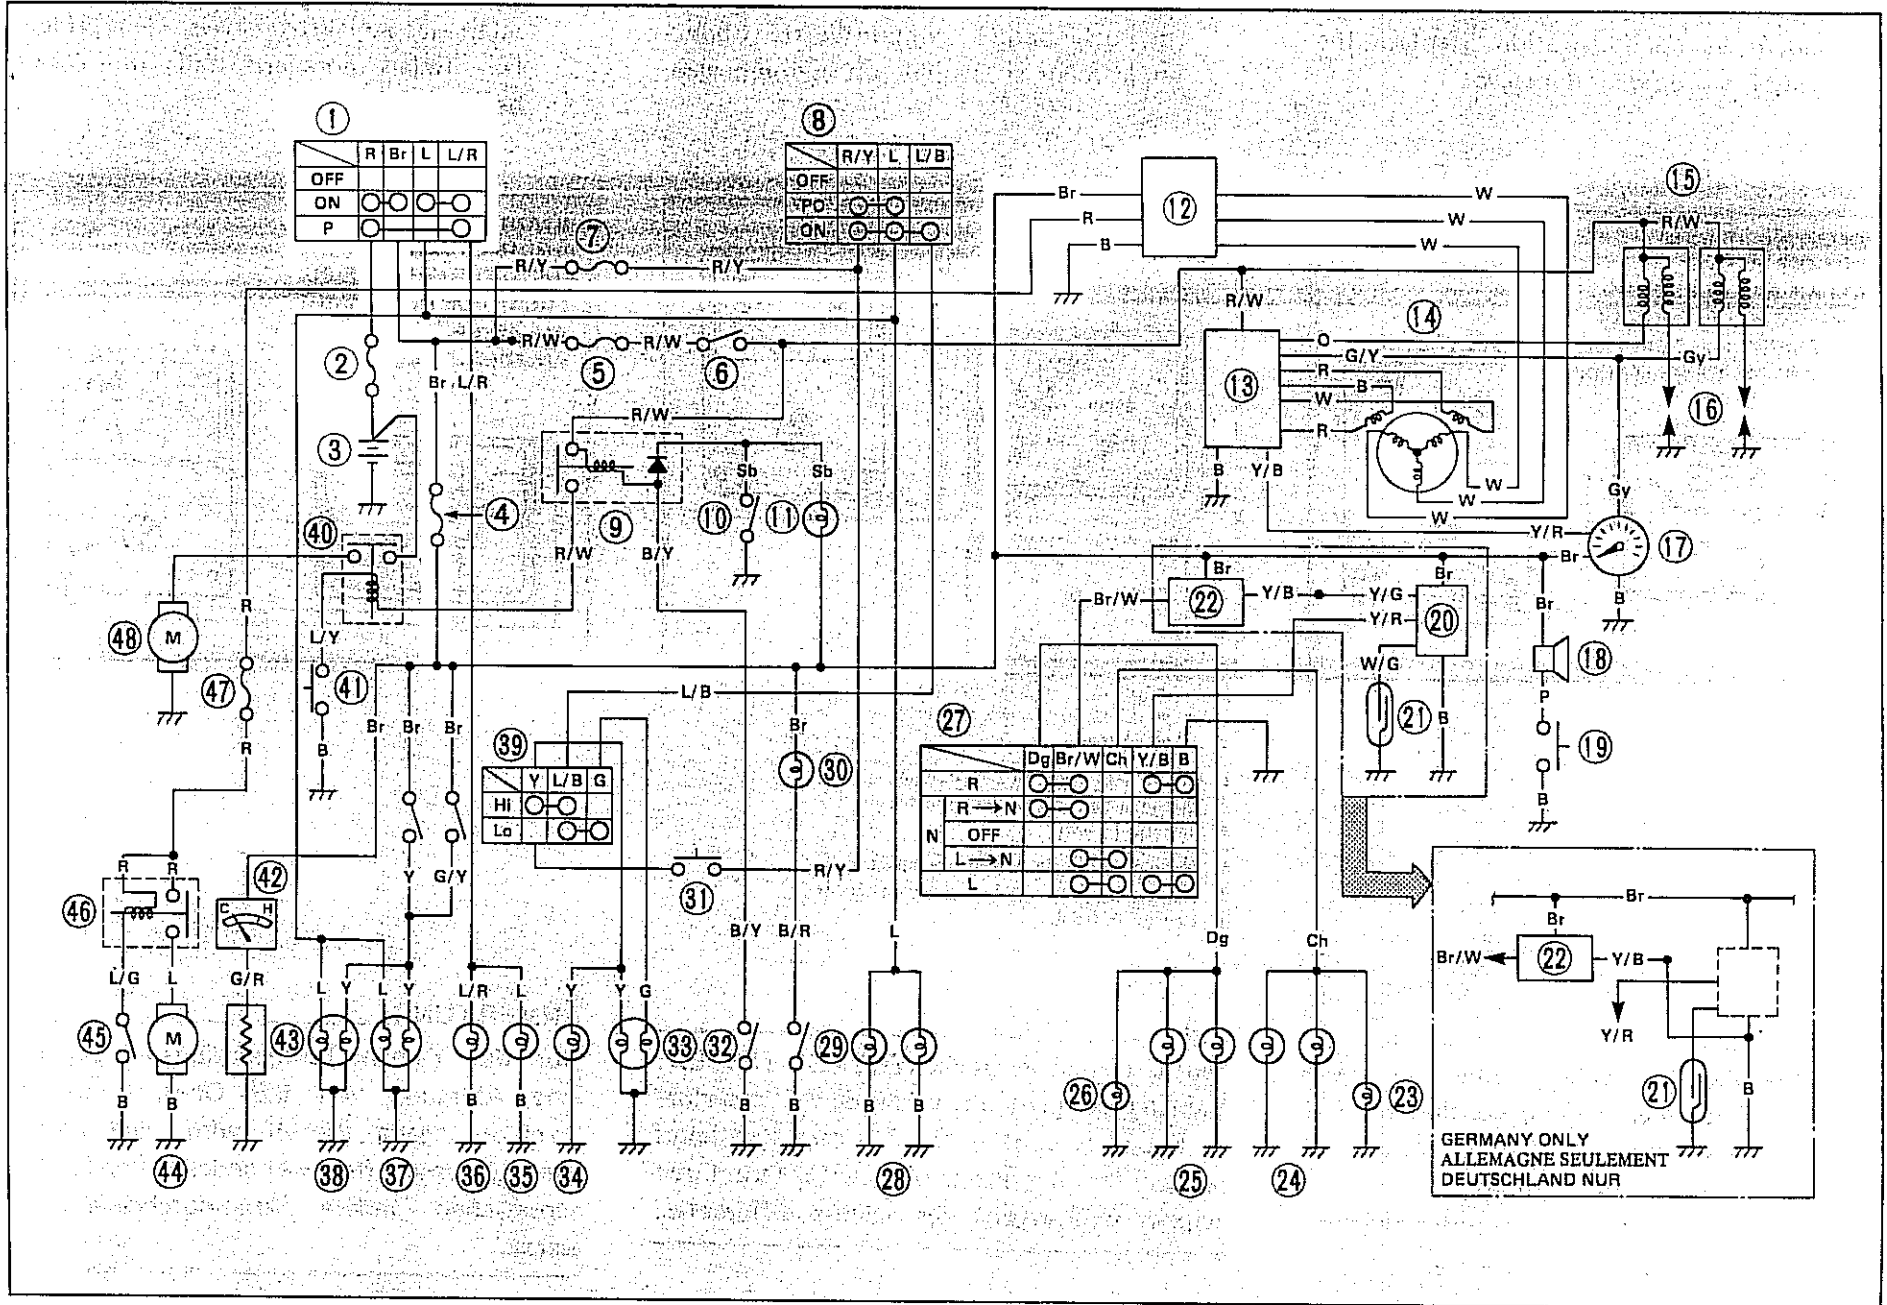 ① ⑧
R Br L L/R
OFF
ON
P
R/Y L L/B
OFF
PO
ON
⑦
R/Y R/Y
Br ⑫ W
R W
B W
⑮
R/W
R/W
⑭
② Br L/R R/W ⑤ R/W ⑥
⑬ O
G/Y Gy
R
B
W
R
⑯
B Y/B
W
W
W
Gy
Y/R
Br ⑰
B
③
④
R/W
⑨
R/W B/Y
Sb Sb
⑩ ⑪
㊵
L/Y
㊽ M
㊼ R
R
㊶
B
Br Br Br
Br
Br/W ㉒ Y/B Y/G
Y/R
Br
⑳
W/G
㉑ B
Br
⑱
P
⑲
B
L/B
㊴
Y L/B G
Hi
Lo
Br
㉚
㉗
Dg Br/W Ch Y/B B
R
R→N
N OFF
L→N
L
Y G/Y
㉛ R/Y
R R
㊻
㊷
C H
L/G L G/R
B/Y B/R L
Dg Ch
L Y L Y L/R L Y Y G
㊺ M ㊸ ㉝ ㉜ ㉙
㉖ ㉓
B B B B B B B B
㊹ ㊳ ㊲ ㊱ ㉟ ㉞ ㉘ ㉕ ㉔
Br
Br
Br/W ㉒ Y/B
Y/R
㉑ B
GERMANY ONLY
ALLEMAGNE SEULEMENT
DEUTSCHLAND NUR